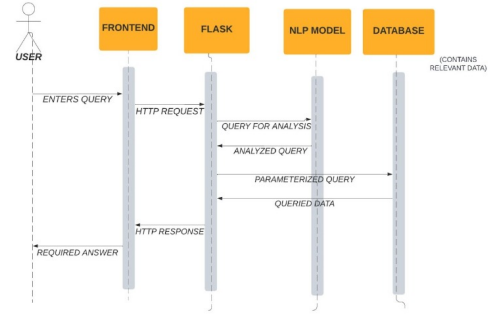 FRONTEND
FLASK
NLP MODEL
DATABASE
USER
(CONTAINS
RELEVANT DATA)
ENTERS QUERY
HTTP REQUEST
QUERY FOR ANALYSIS
ANALYZED QUERY
PARAMETERIZED QUERY
QUERIED DATA
HTTP RESPONSE
REQUIRED ANSWER